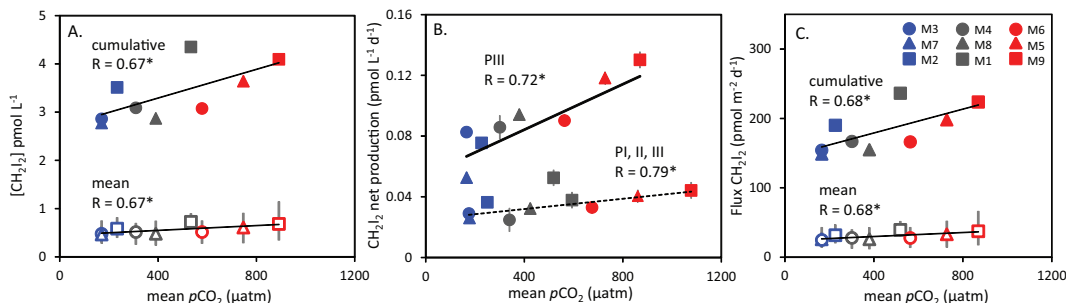 A.
cumulative
R = 0.67*
mean
R = 0.67*
[CH2I2] pmol L-1
5
4
3
2
1
0
0 400 800 1200
mean pCO2 (µatm)
B.
PIII
R = 0.72*
PI, II, III
R = 0.79*
CH2I2 net production (pmol L-1 d-1)
0.16
0.12
0.08
0.04
0.00
0 400 800 1200
mean pCO2 (µatm)
M3 M4 M6
M7 M8 M5
M2 M1 M9
C.
cumulative
R = 0.68*
mean
R = 0.68*
Flux CH2I2 (pmol m-2 d-1)
300
200
100
0
0 400 800 1200
mean pCO2 (µatm)